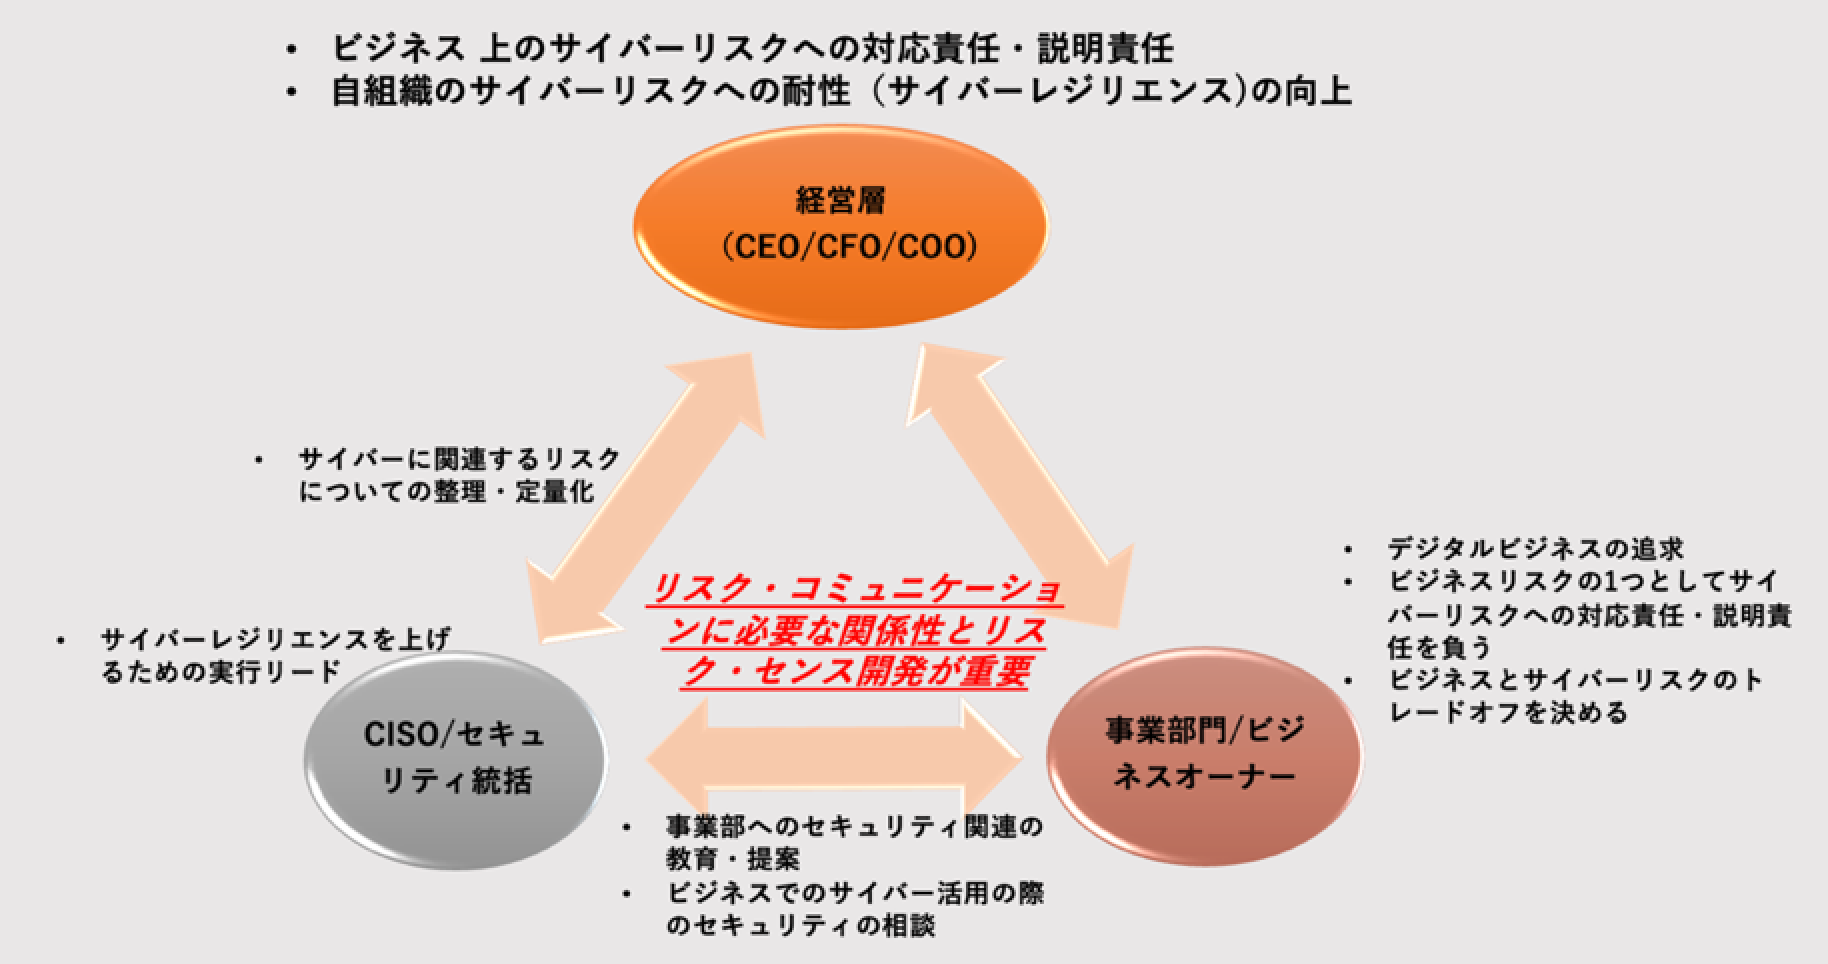 • ビジネス 上のサイバーリスクへの対応責任・説明責任
• 自組織のサイバーリスクへの耐性（サイバーレジリエンス)の向上
経営層
（CEO/CFO/COO）
• サイバーに関連するリスク
についての整理・定量化
• サイバーレジリエンスを上げ
るための実行リード
CISO/セキュ
リティ統括
リスク・コミュニケーショ
ンに必要な関係性とリス
ク・センス開発が重要
• デジタルビジネスの追求
• ビジネスリスクの1つとしてサイ
バーリスクへの対応責任・説明責
任を負う
• ビジネスとサイバーリスクのト
レードオフを決める
事業部門/ビジ
ネスオーナー
• 事業部へのセキュリティ関連の
教育・提案
• ビジネスでのサイバー活用の際
のセキュリティの相談